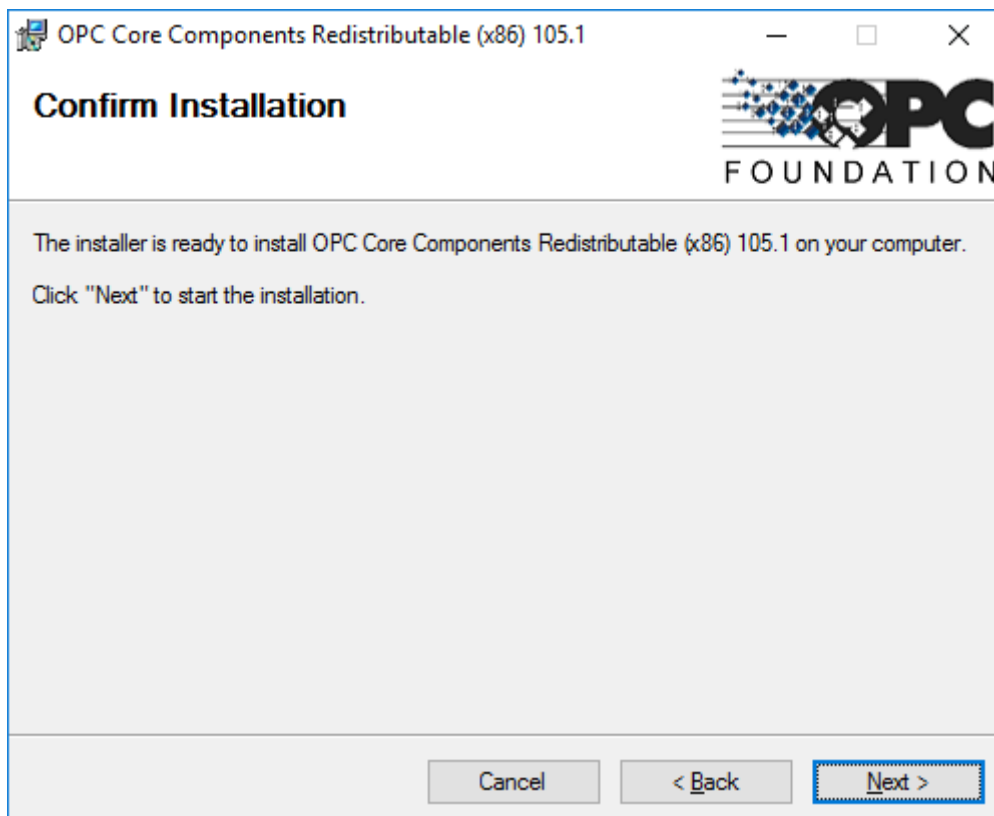 OPC Core Components Redistributable (x86) 105.1
Confirm Installation
OPC
FOUNDATION
The installer is ready to install OPC Core Components Redistributable (x86) 105.1 on your computer.
Click "Next" to start the installation.
Cancel
< Back
Next >